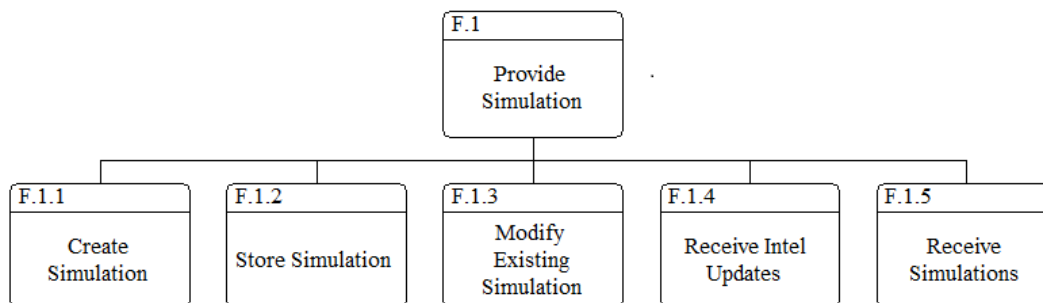 F.1
Provide
Simulation
F.1.1
Create
Simulation
F.1.2
Store Simulation
F.1.3
Modify
Existing
Simulation
F.1.4
Receive Intel
Updates
F.1.5
Receive
Simulations